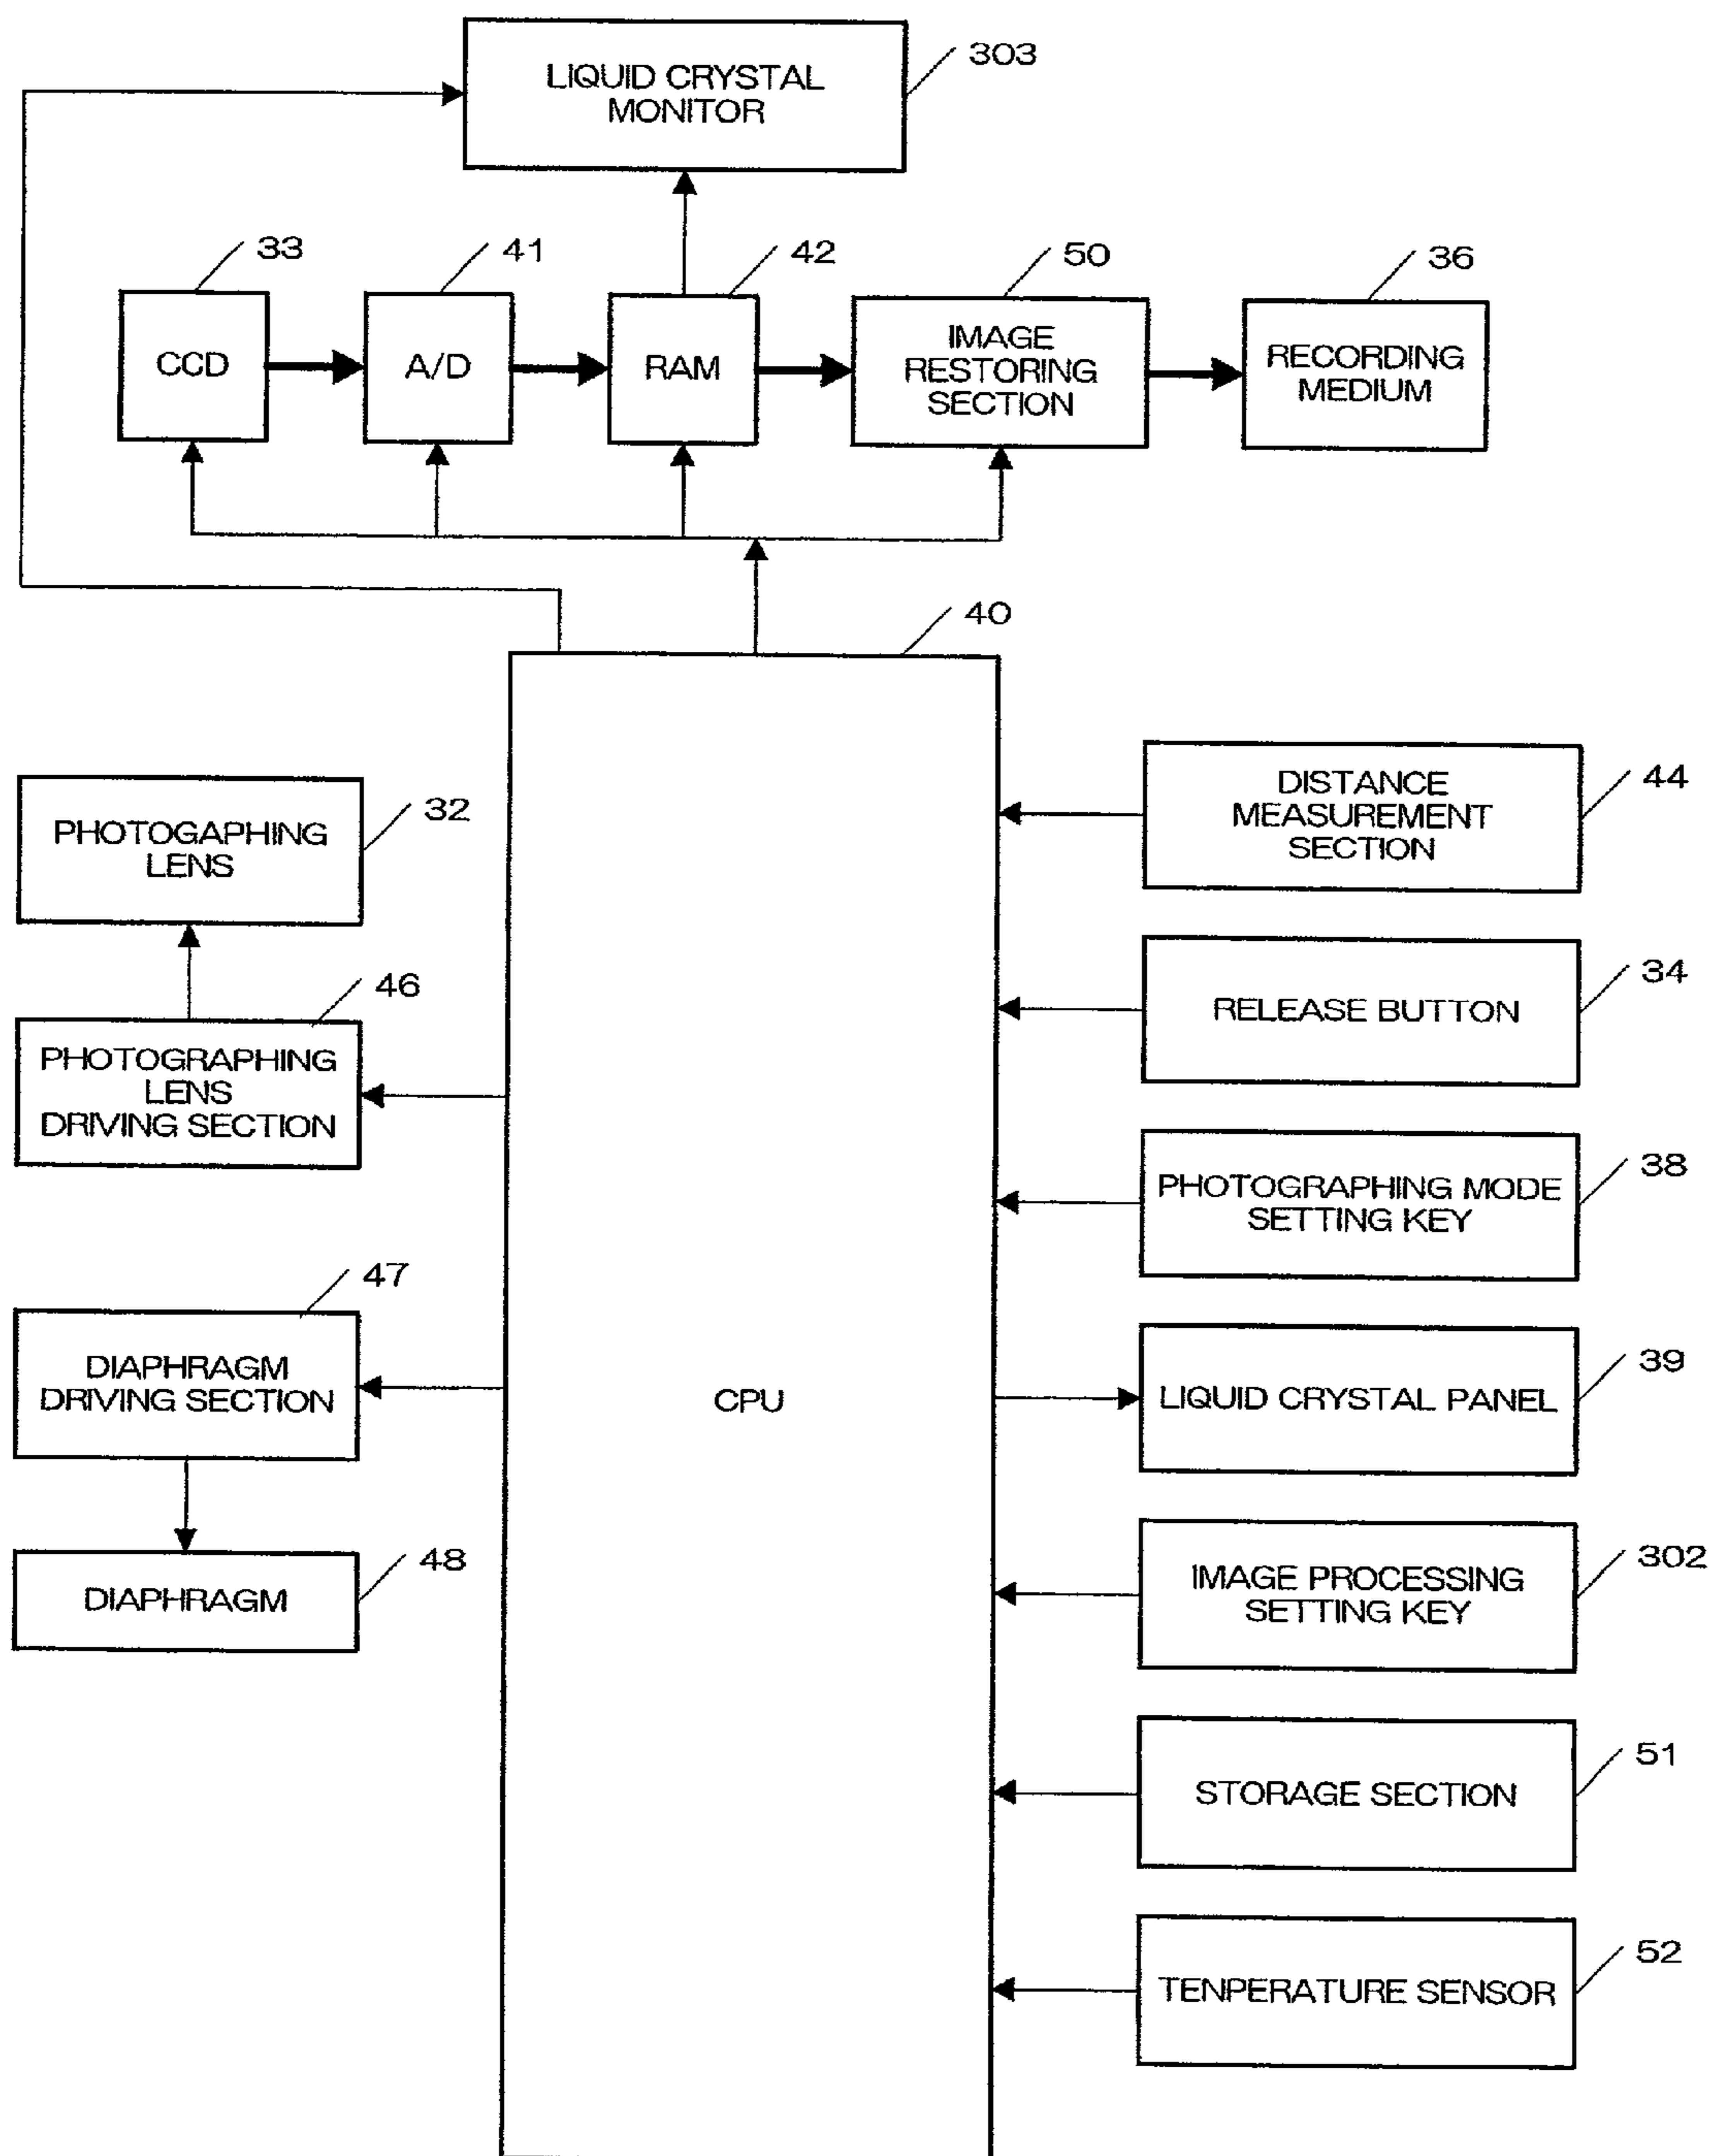 LIQUID CRYSTAL
MONITOR
303
33
41
42
50
36
CCD
A/D
RAM
IMAGE
RESTORING
SECTION
RECORDING
MEDIUM
40
CPU
PHOTOGAPHING
LENS
32
46
PHOTOGRAPHING
LENS
DRIVING SECTION
47
DIAPHRAGM
DRIVING SECTION
48
DIAPHRAGM
DISTANCE
MEASUREMENT
SECTION
44
RELEASE BUTTON
34
PHOTOGRAPHING MODE
SETTING KEY
38
LIQUID CRYSTAL PANEL
39
IMAGE PROCESSING
SETTING KEY
302
STORAGE SECTION
51
TENPERATURE SENSOR
52